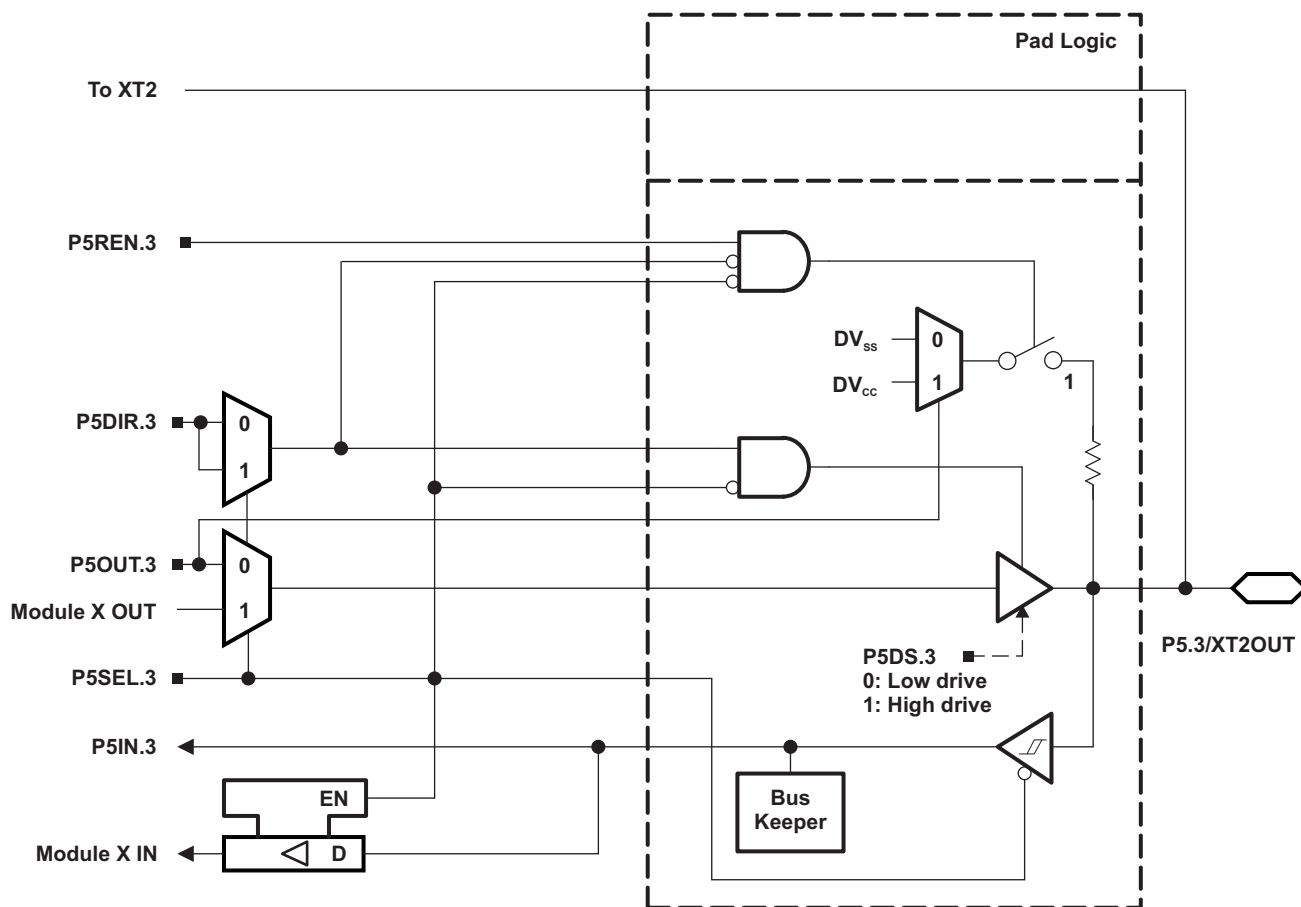 Pad Logic
To XT2
P5REN.3
DVss
0
DVcc
1
1
P5DIR.3
0
1
P5OUT.3
0
Module X OUT
1
P5SEL.3
P5DS.3
0: Low drive
1: High drive
P5.3/XT2OUT
P5IN.3
EN
Bus
Keeper
Module X IN
D